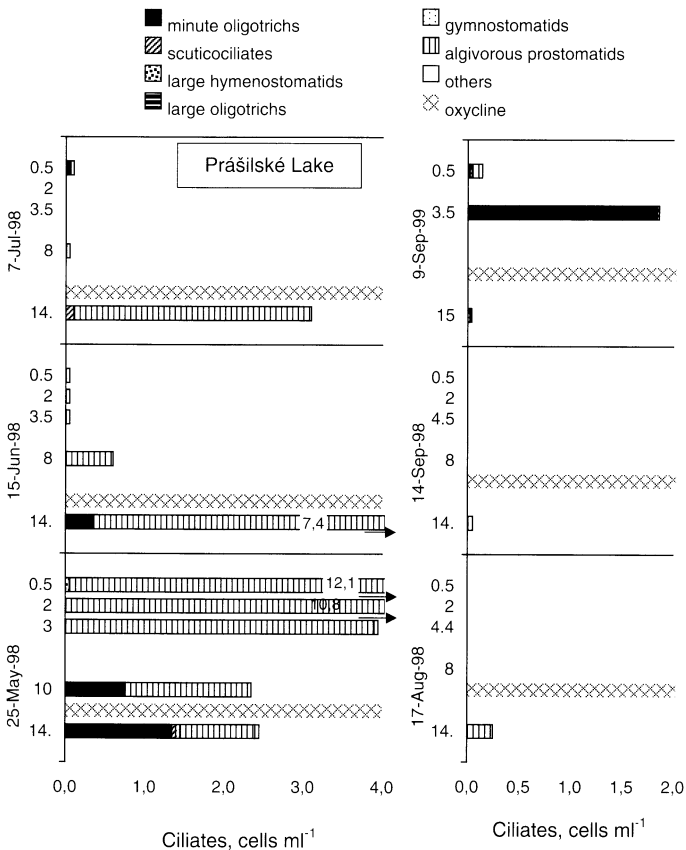 minute oligotrichs
scuticociliates
large hymenostomatids
large oligotrichs
gymnostomatids
algivorous prostomatids
others
oxycline
Prášilské Lake
7-Jul-98
0.5
2
3.5
8
14.
15-Jun-98
0.5
2
3.5
8
14.
7,4
25-May-98
0.5
12,1
2
10,8
3
10
14.
0,0 1,0 2,0 3,0 4,0
Ciliates, cells ml⁻¹
9-Sep-99
0.5
3.5
15
14-Sep-98
0.5
2
4.5
8
14.
17-Aug-98
0.5
2
4.4
8
14.
0,0 0,5 1,0 1,5 2,0
Ciliates, cells ml⁻¹